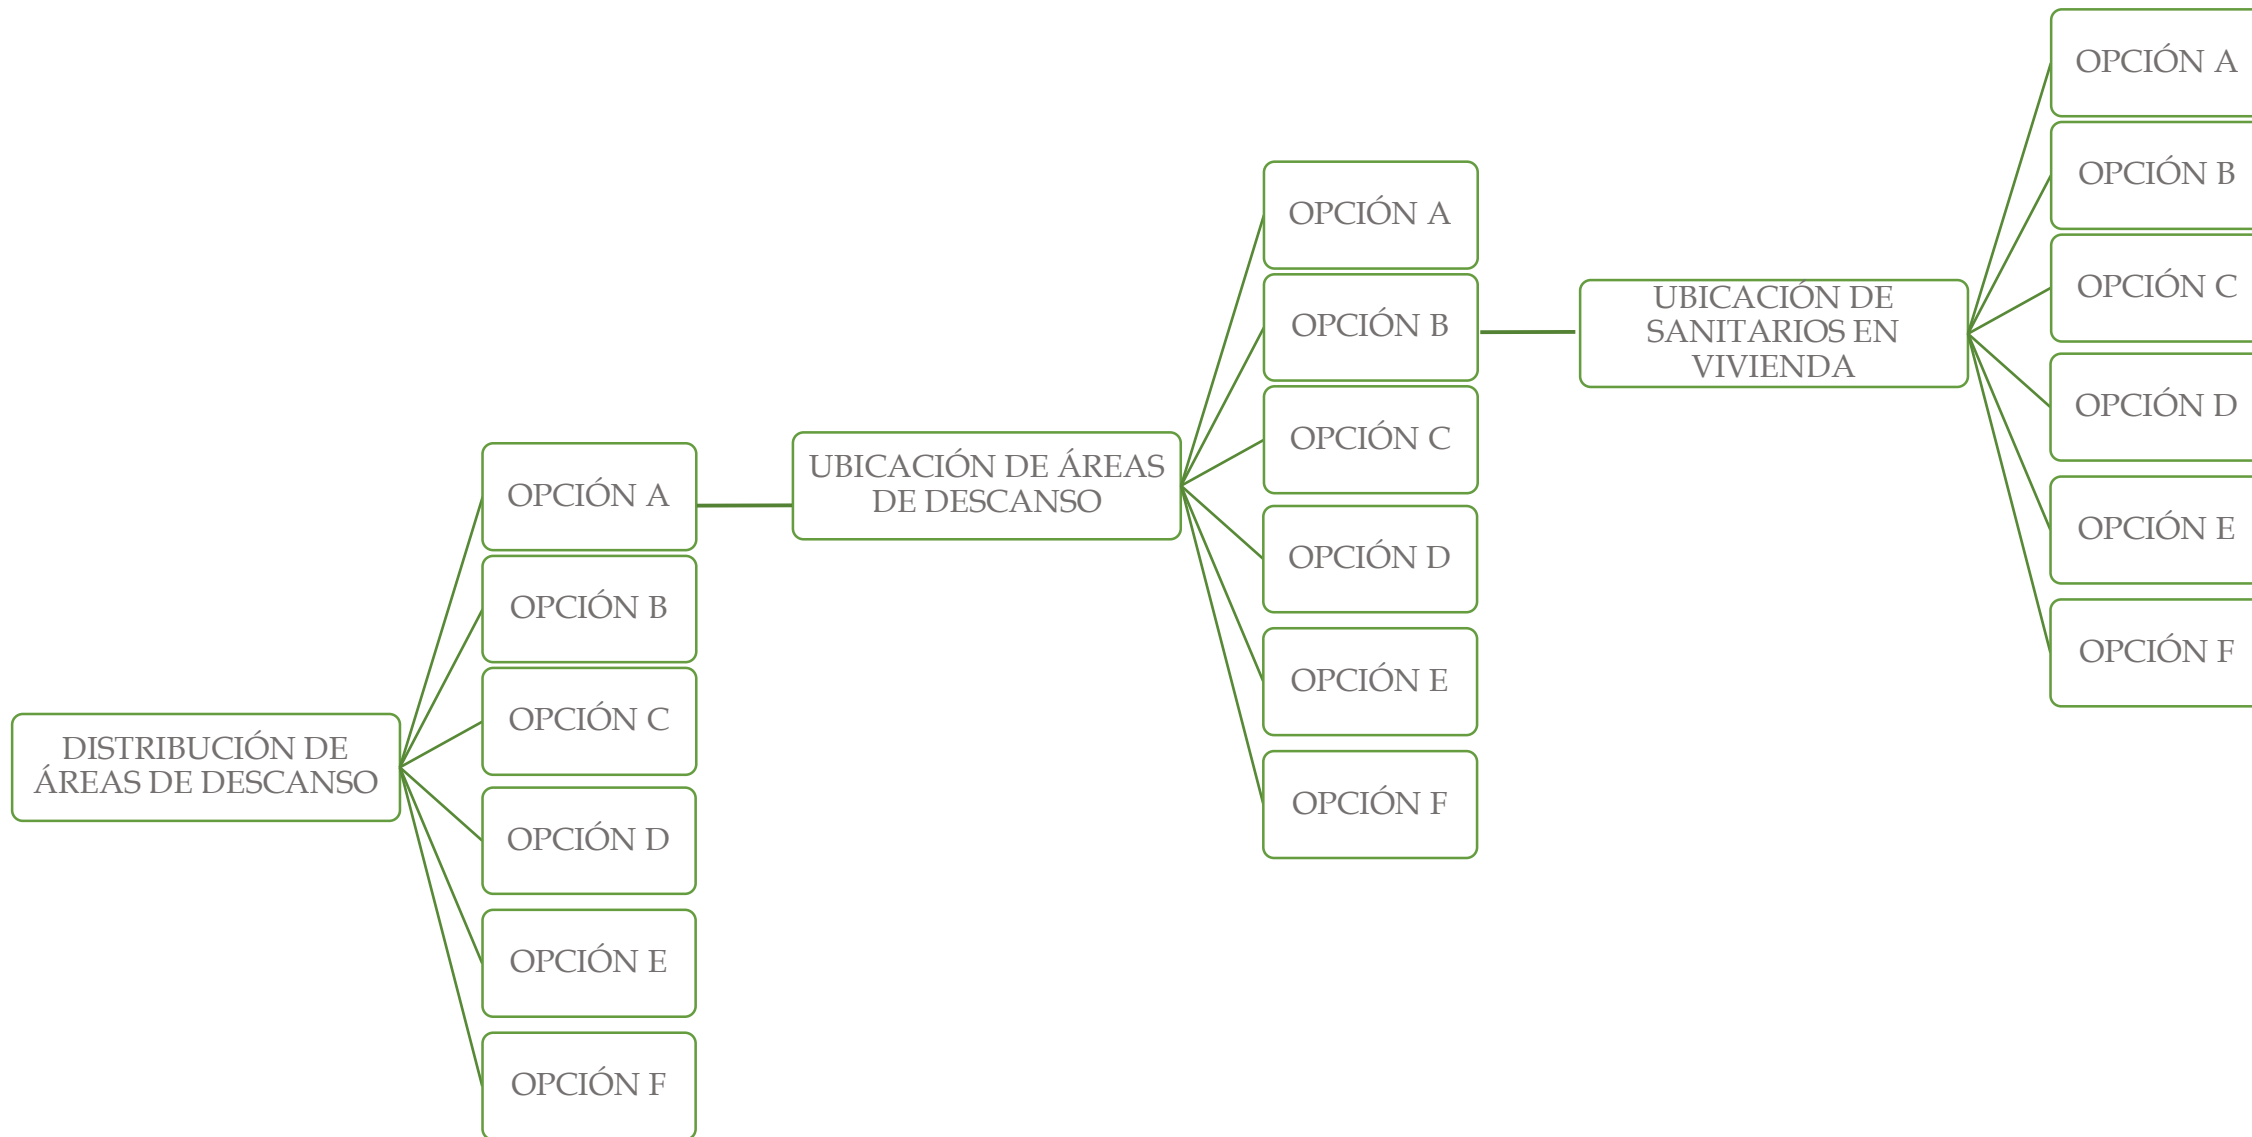 DISTRIBUCIÓN DE
ÁREAS DE DESCANSO
OPCIÓN A
OPCIÓN B
OPCIÓN C
OPCIÓN D
OPCIÓN E
OPCIÓN F
UBICACIÓN DE ÁREAS
DE DESCANSO
OPCIÓN A
OPCIÓN B
OPCIÓN C
OPCIÓN D
OPCIÓN E
OPCIÓN F
UBICACIÓN DE
SANITARIOS EN
VIVIENDA
OPCIÓN A
OPCIÓN B
OPCIÓN C
OPCIÓN D
OPCIÓN E
OPCIÓN F